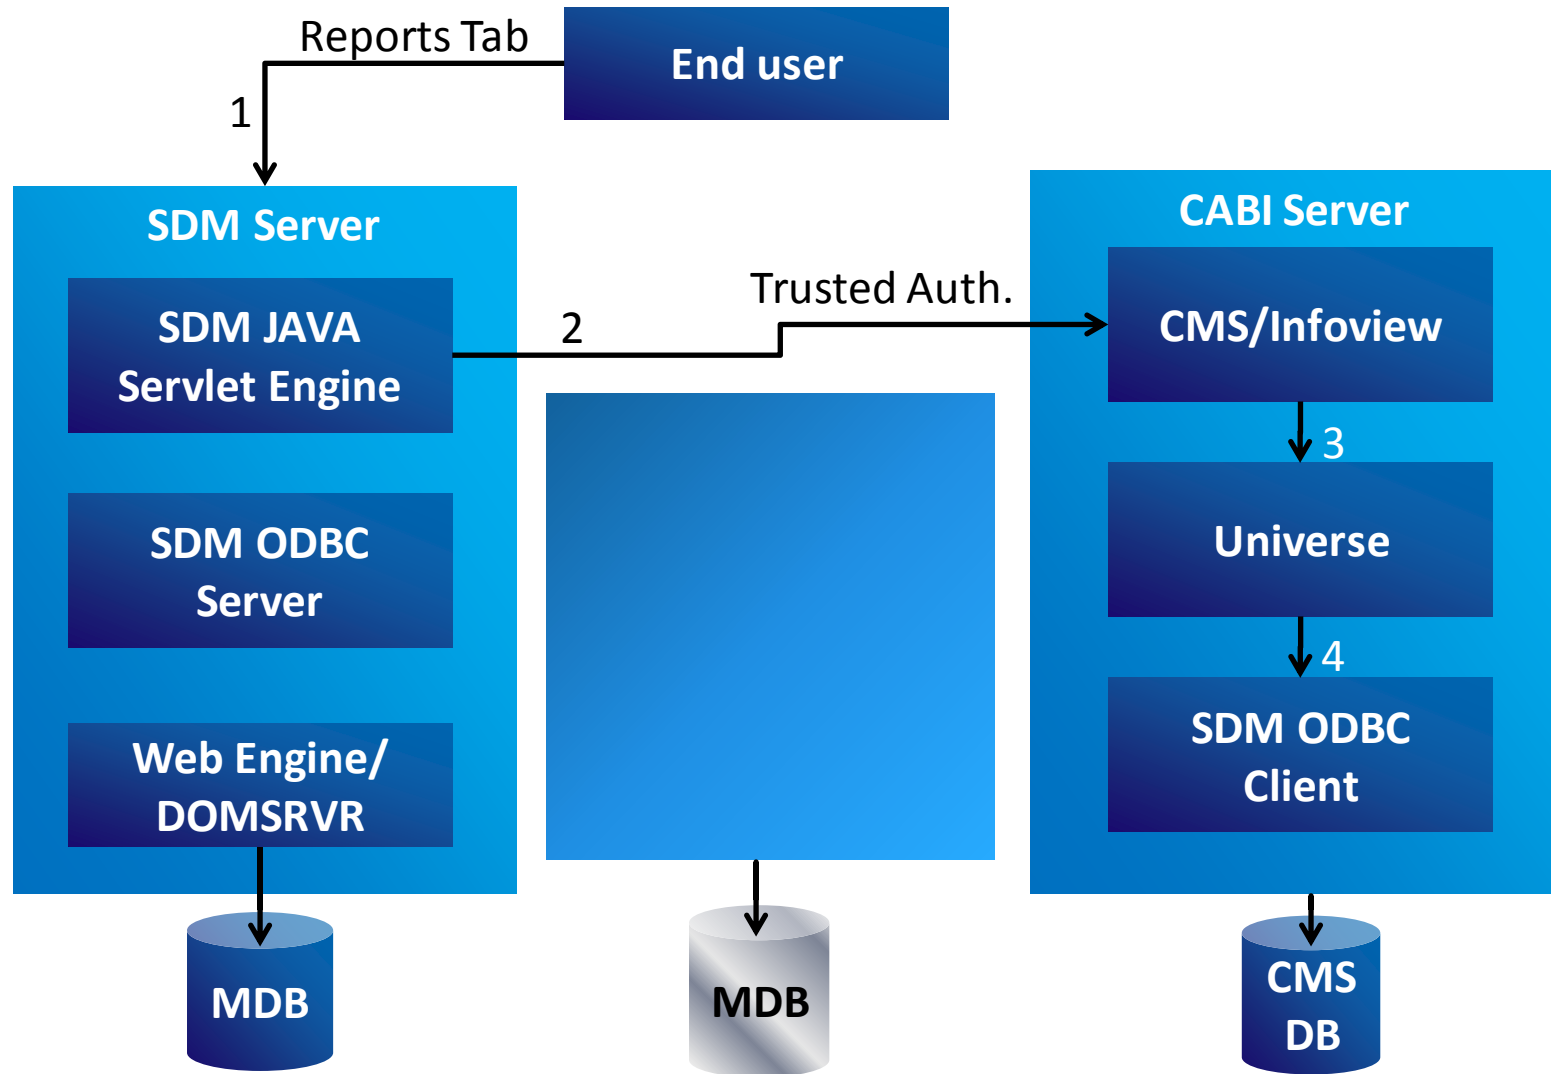 Reports Tab
End user
1
SDM Server
CABI Server
SDM JAVA
Servlet Engine
2
Trusted Auth.
CMS/Infoview
3
SDM ODBC
Server
Universe
4
Web Engine/
DOMSRVR
SDM ODBC
Client
MDB
MDB
CMS
DB